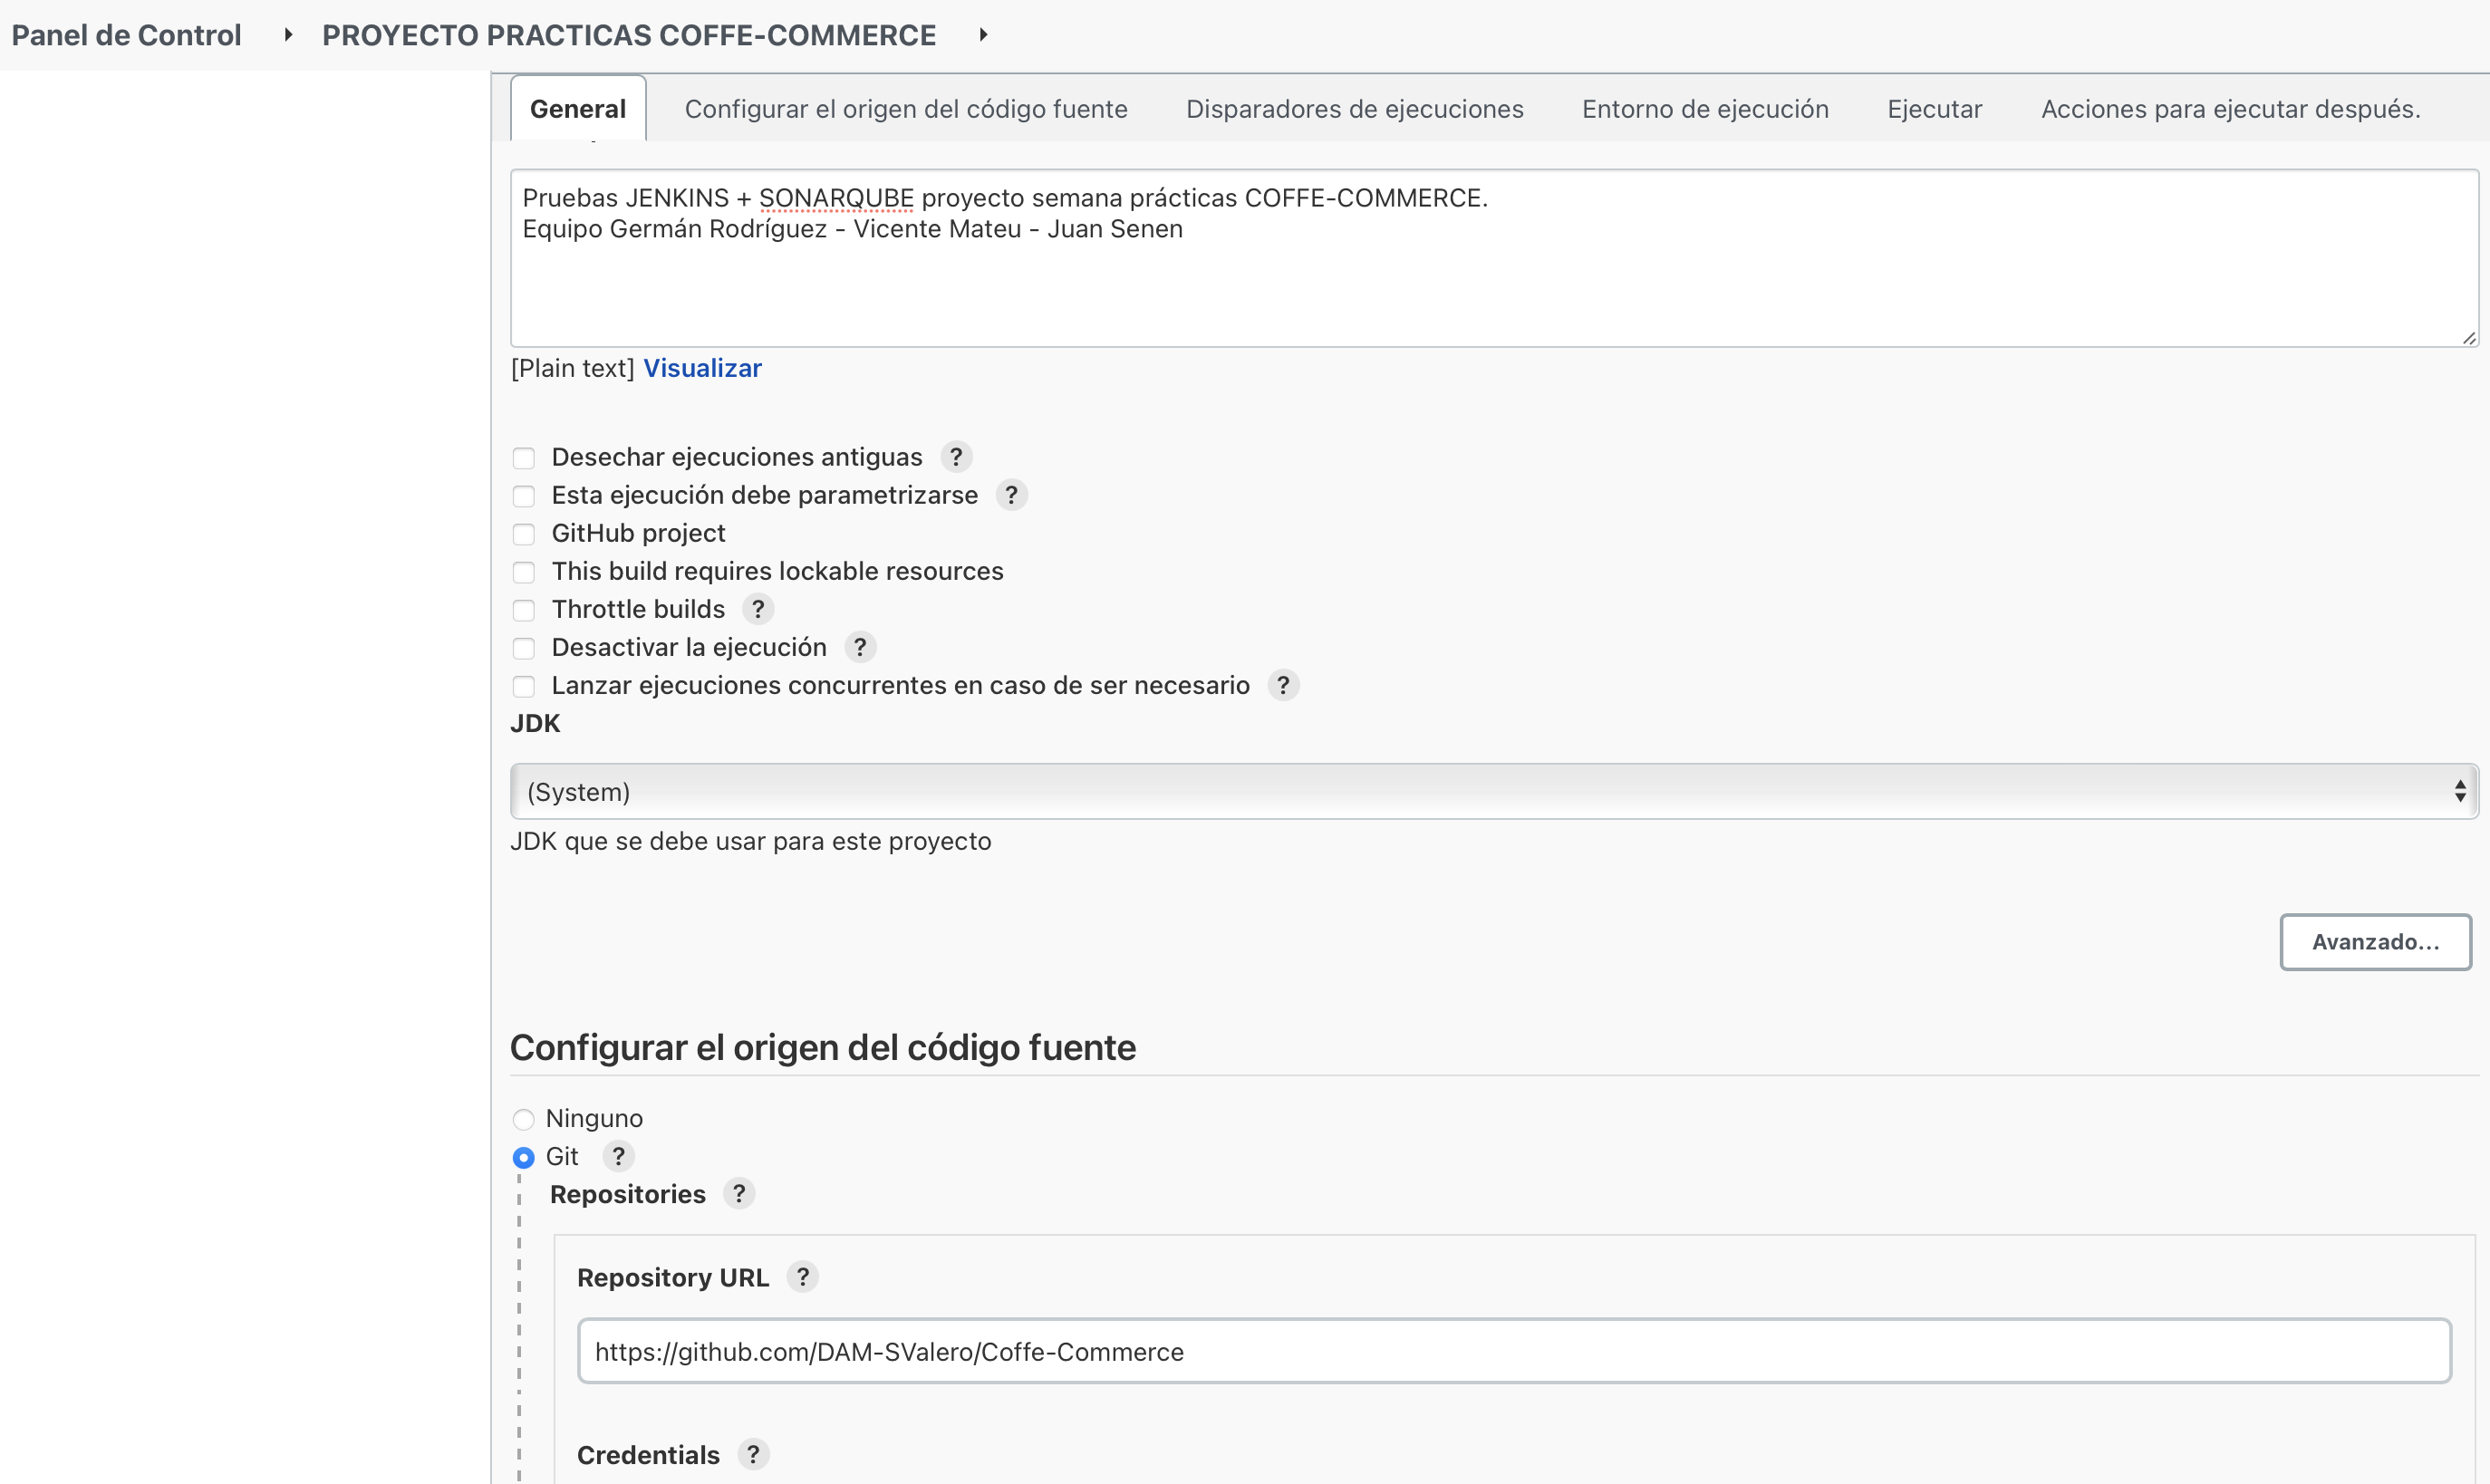 Panel de Control PROYECTO PRACTICAS COFFE-COMMERCE
General Configurar el origen del código fuente Disparadores de ejecuciones Entorno de ejecución Ejecutar Acciones para ejecutar después.
Pruebas JENKINS + SONARQUBE proyecto semana prácticas COFFE-COMMERCE.
Equipo Germán Rodríguez - Vicente Mateu - Juan Senen
[Plain text] Visualizar
Desechar ejecuciones antiguas ?
Esta ejecución debe parametrizarse ?
GitHub project
This build requires lockable resources
Throttle builds ?
Desactivar la ejecución ?
Lanzar ejecuciones concurrentes en caso de ser necesario ?
JDK
(System)
JDK que se debe usar para este proyecto
Avanzado...
Configurar el origen del código fuente
Ninguno
Git ?
Repositories ?
Repository URL ?
https://github.com/DAM-SValero/Coffe-Commerce
Credentials ?